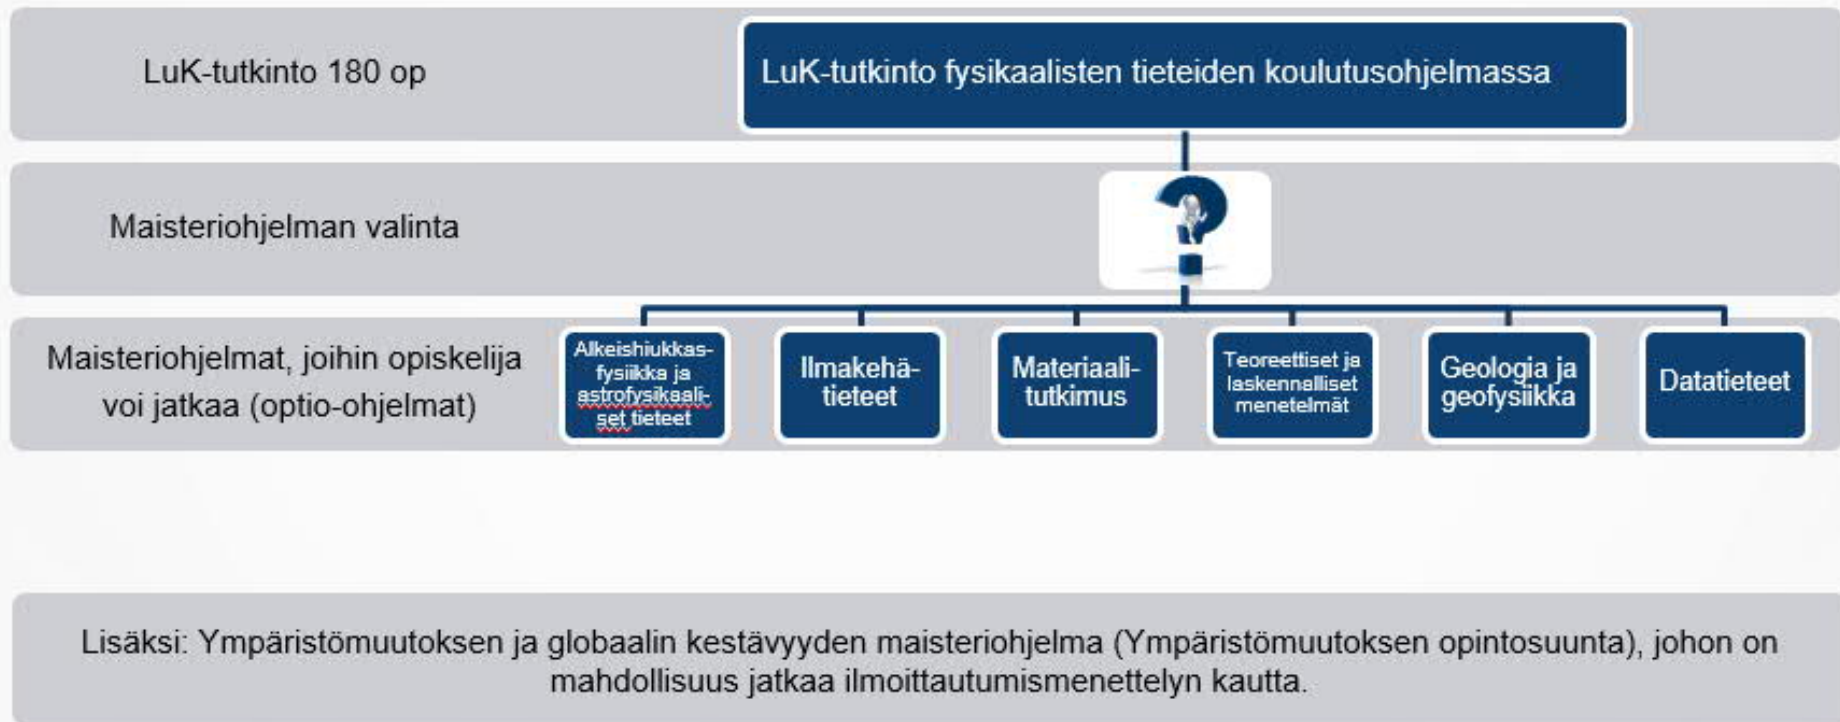 LuK-tutkinto 180 op
LuK-tutkinto fysikaalisten tieteiden koulutusohjelmassa
Maisteriohjelman valinta
?
Maisteriohjelmat, joihin opiskelija
voi jatkaa (optio-ohjelmat)
Alkeishiukkas-
fysiikka ja
astrofysikaali-
set tieteet
Ilmakehä-
tieteet
Materiaali-
tutkimus
Teoreettiset ja
laskennalliset
menetelmät
Geologia ja
geofysiikka
Datatieteet
Lisäksi: Ympäristömuutoksen ja globaalin kestävyyden maisteriohjelma (Ympäristömuutoksen opintosuunta), johon on
mahdollisuus jatkaa ilmoittautumismenettelyn kautta.